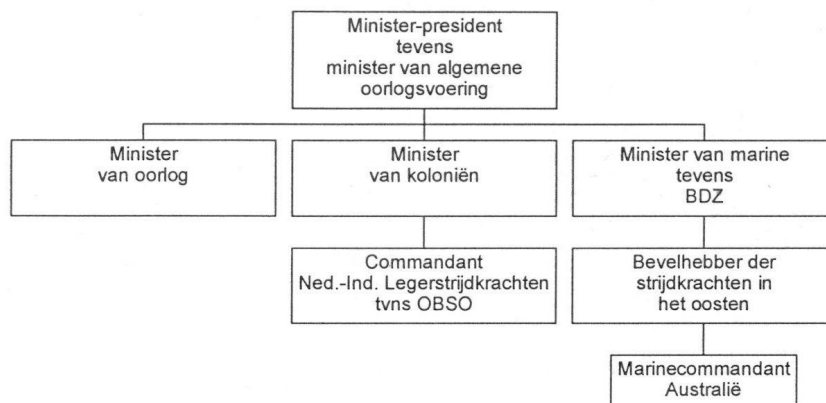 Minister-president
tevens
minister van algemene
oorlogsvoering
Minister
van oorlog
Minister
van koloniën
Minister van marine
tevens
BDZ
Commandant
Ned.-Ind. Legerstrijdkrachten
tvns OBSO
Bevelhebber der
strijdkrachten in
het oosten
Marinecommandant
Australië